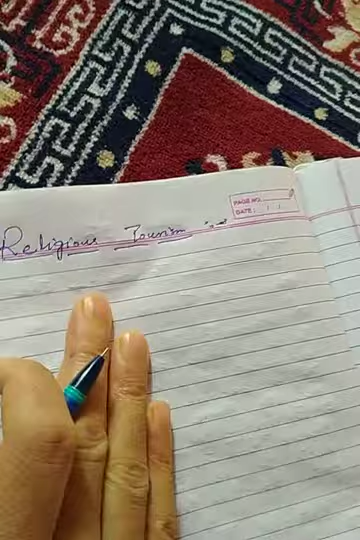 Religious Tourism :-
PAGE NO.
DATE: / /